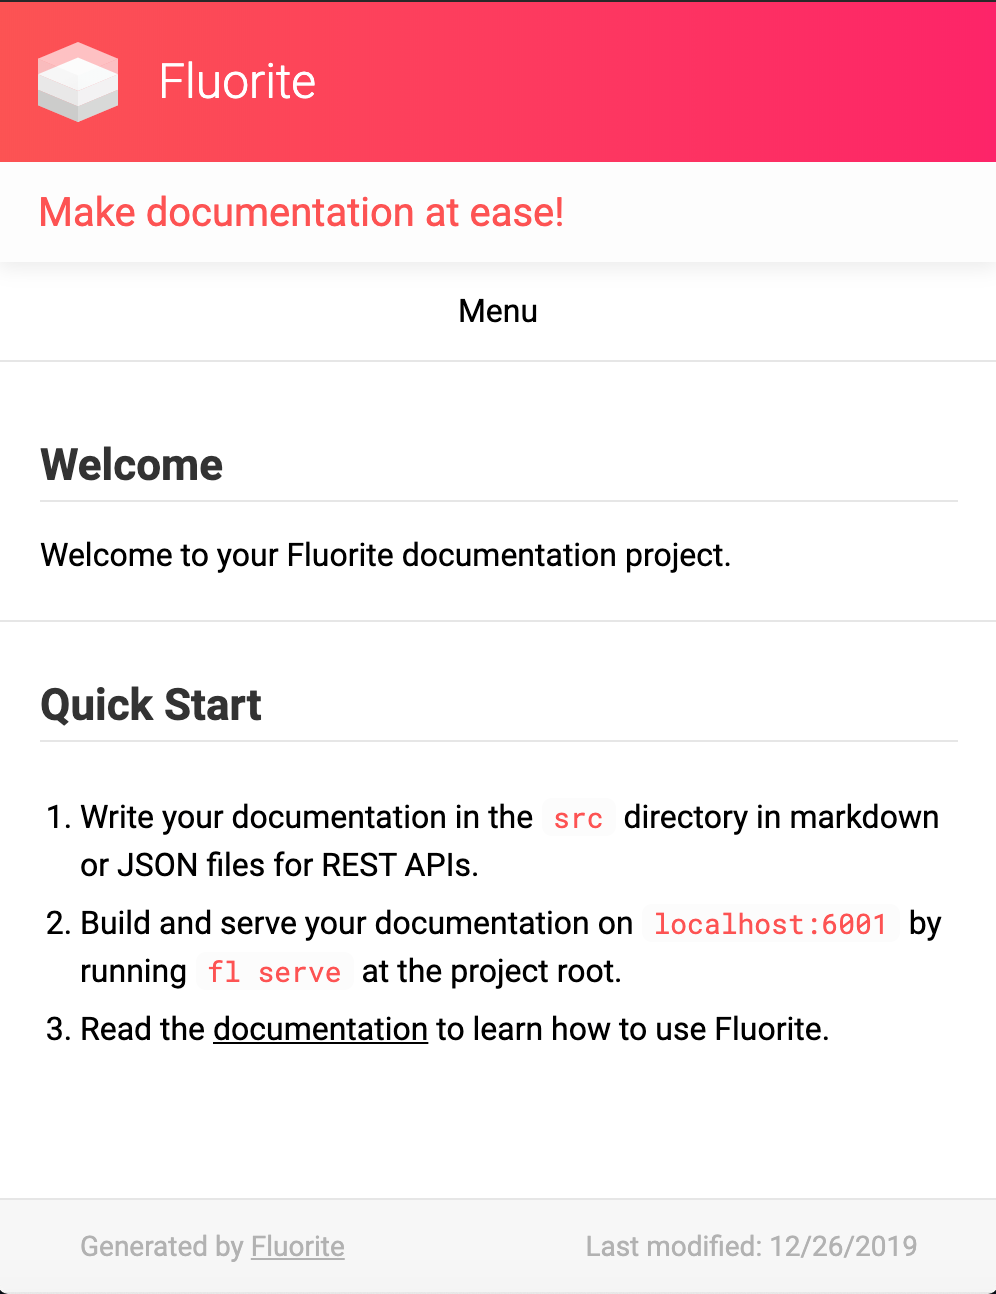 Fluorite
Make documentation at ease!
Menu
Welcome
Welcome to your Fluorite documentation project.
Quick Start
1. Write your documentation in the src directory in markdown
or JSON files for REST APIs.
2. Build and serve your documentation on localhost:6001 by
running fl serve at the project root.
3. Read the documentation to learn how to use Fluorite.
Generated by Fluorite
Last modified: 12/26/2019